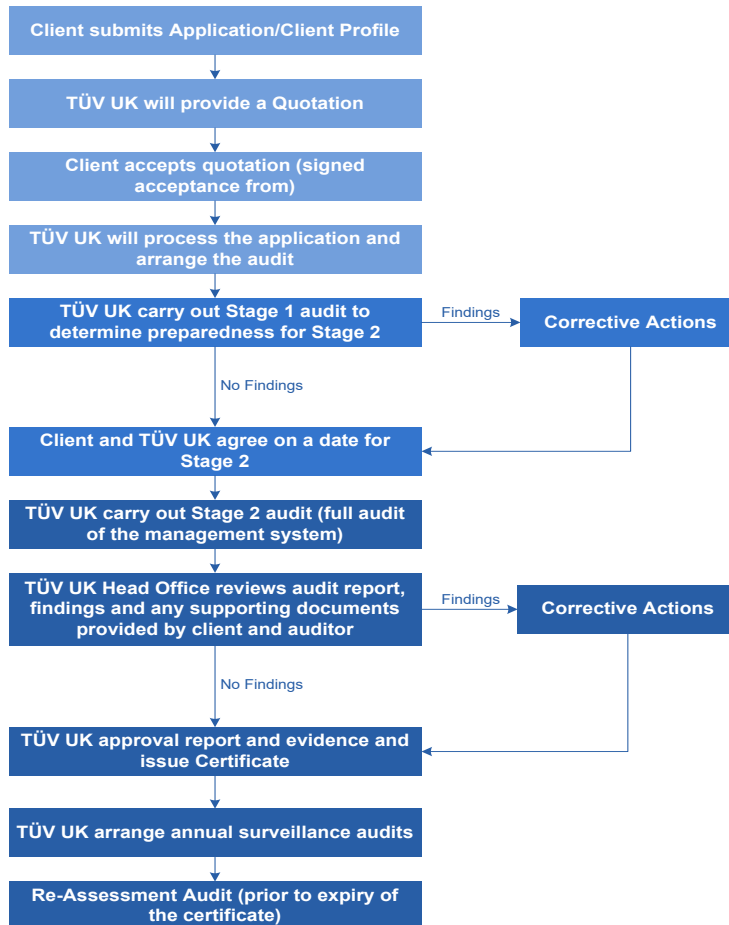 Client submits Application/Client Profile
TÜV UK will provide a Quotation
Client accepts quotation (signed
acceptance from)
TÜV UK will process the application and
arrange the audit
TÜV UK carry out Stage 1 audit to
determine preparedness for Stage 2
Findings
Corrective Actions
No Findings
Client and TÜV UK agree on a date for
Stage 2
TÜV UK carry out Stage 2 audit (full audit
of the management system)
TÜV UK Head Office reviews audit report,
findings and any supporting documents
provided by client and auditor
Findings
Corrective Actions
No Findings
TÜV UK approval report and evidence and
issue Certificate
TÜV UK arrange annual surveillance audits
Re-Assessment Audit (prior to expiry of
the certificate)